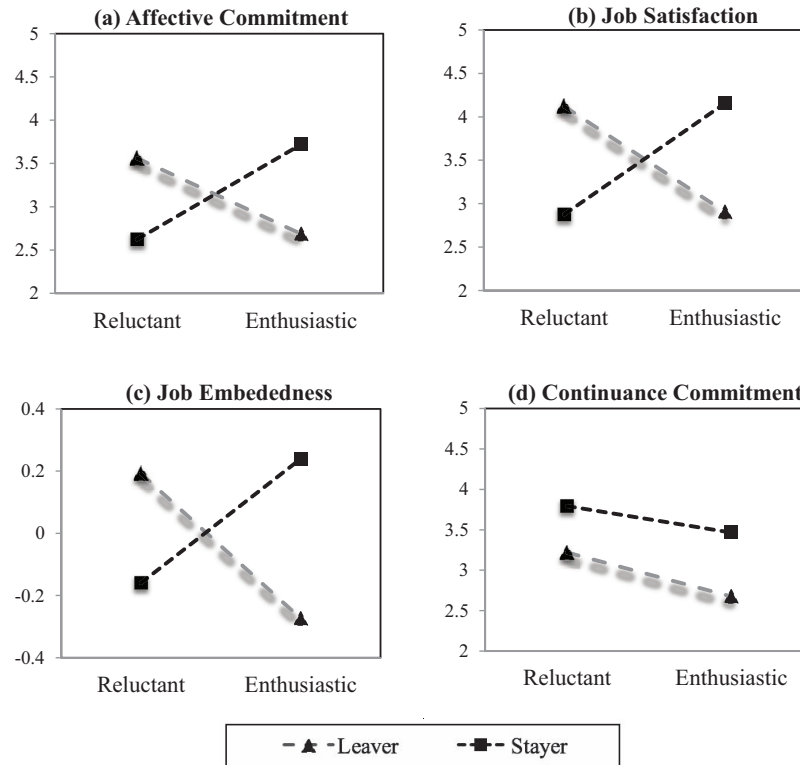 (a) Affective Commitment
5
4.5
4
3.5
3
2.5
2
Reluctant Enthusiastic
(b) Job Satisfaction
5
4.5
4
3.5
3
2.5
2
Reluctant Enthusiastic
(c) Job Embededness
0.4
0.2
0
-0.2
-0.4
Reluctant Enthusiastic
(d) Continuance Commitment
5
4.5
4
3.5
3
2.5
2
Reluctant Enthusiastic
Leaver Stayer